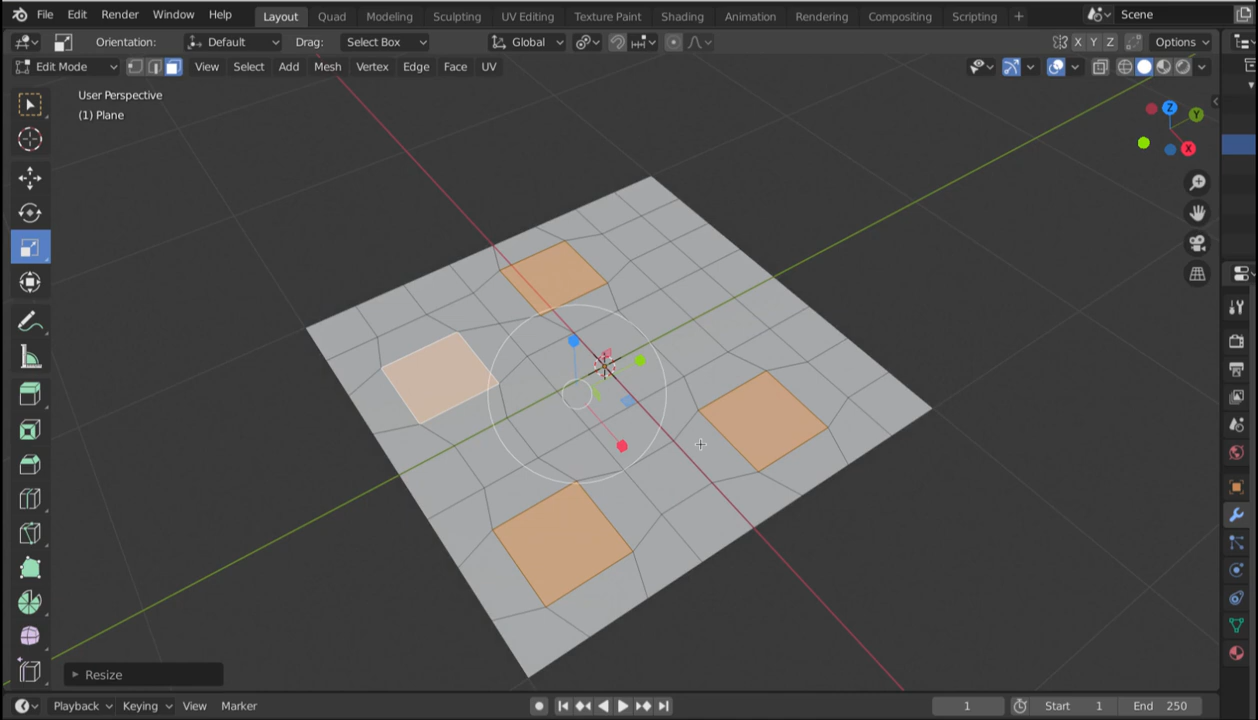 File Edit Render Window Help Layout Quad Modeling Sculpting UV Editing Texture Paint Shading Animation Rendering Compositing Scripting + Scene
Orientation: Default Drag: Select Box Global X Y Z Options
Edit Mode View Select Add Mesh Vertex Edge Face UV
User Perspective
(1) Plane
Z
Y
X
Resize
Playback Keying View Marker 1 Start 1 End 250